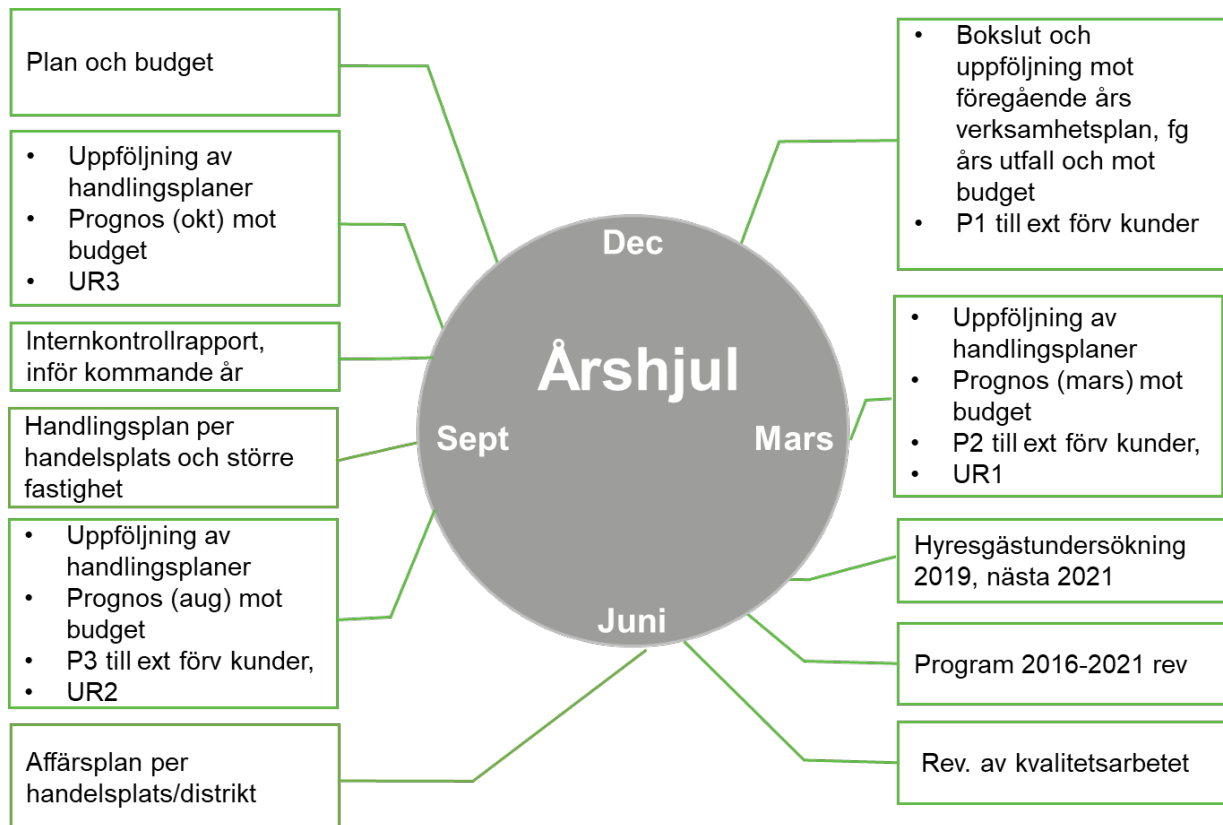 Plan och budget
• Uppföljning av
handlingsplaner
• Prognos (okt) mot
budget
• UR3
Internkontrollrapport,
inför kommande år
Handlingsplan per
handelsplats och större
fastighet
• Uppföljning av
handlingsplaner
• Prognos (aug) mot
budget
• P3 till ext förv kunder,
• UR2
Affärsplan per
handelsplats/distrikt
Dec
Årshjul
Sept
Mars
Juni
• Bokslut och
uppföljning mot
föregående års
verksamhetsplan, fg
års utfall och mot
budget
• P1 till ext förv kunder
• Uppföljning av
handlingsplaner
• Prognos (mars) mot
budget
• P2 till ext förv kunder,
• UR1
Hyresgästundersökning
2019, nästa 2021
Program 2016-2021 rev
Rev. av kvalitetsarbetet